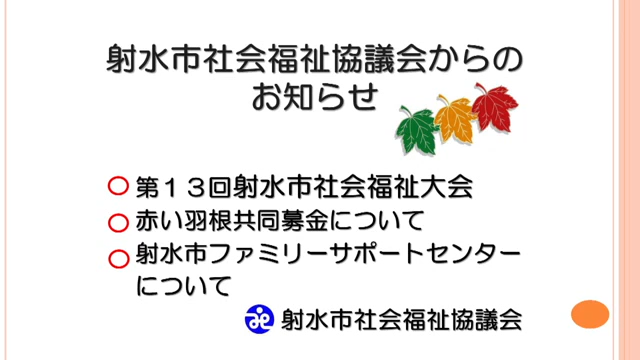 射水市社会福祉協議会からの
お知らせ
第１３回射水市社会福祉大会
赤い羽根共同募金について
射水市ファミリーサポートセンター
について
射水市社会福祉協議会